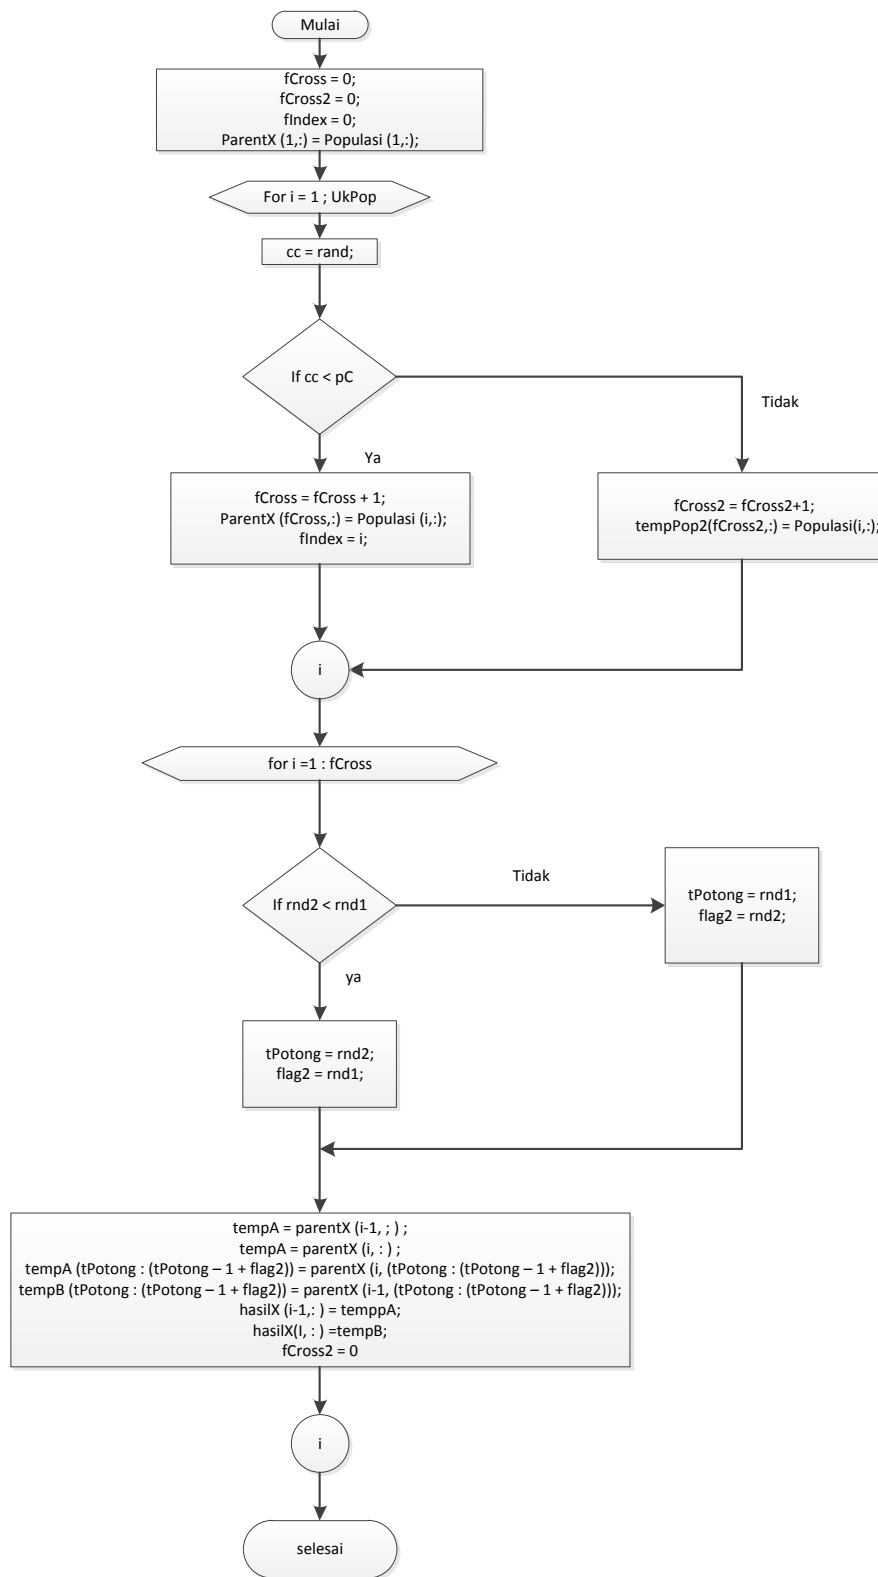 Mulai
fCross = 0;
fCross2 = 0;
fIndex = 0;
ParentX (1,:) = Populasi (1,:);
For i = 1 ; UkPop
cc = rand;
If cc < pC
Tidak
Ya
fCross = fCross + 1;
ParentX (fCross,:) = Populasi (i,:);
fIndex = i;
fCross2 = fCross2+1;
tempPop2(fCross2,:) = Populasi(i,:);
i
for i =1 : fCross
If rnd2 < rnd1
Tidak
tPotong = rnd1;
flag2 = rnd2;
ya
tPotong = rnd2;
flag2 = rnd1;
tempA = parentX (i-1, ; ) ;
tempA = parentX (i, : ) ;
tempA (tPotong : (tPotong – 1 + flag2)) = parentX (i, (tPotong : (tPotong – 1 + flag2)));
tempB (tPotong : (tPotong – 1 + flag2)) = parentX (i-1, (tPotong : (tPotong – 1 + flag2)));
hasilX (i-1,: ) = temppA;
hasilX(I, : ) =tempB;
fCross2 = 0
i
selesai